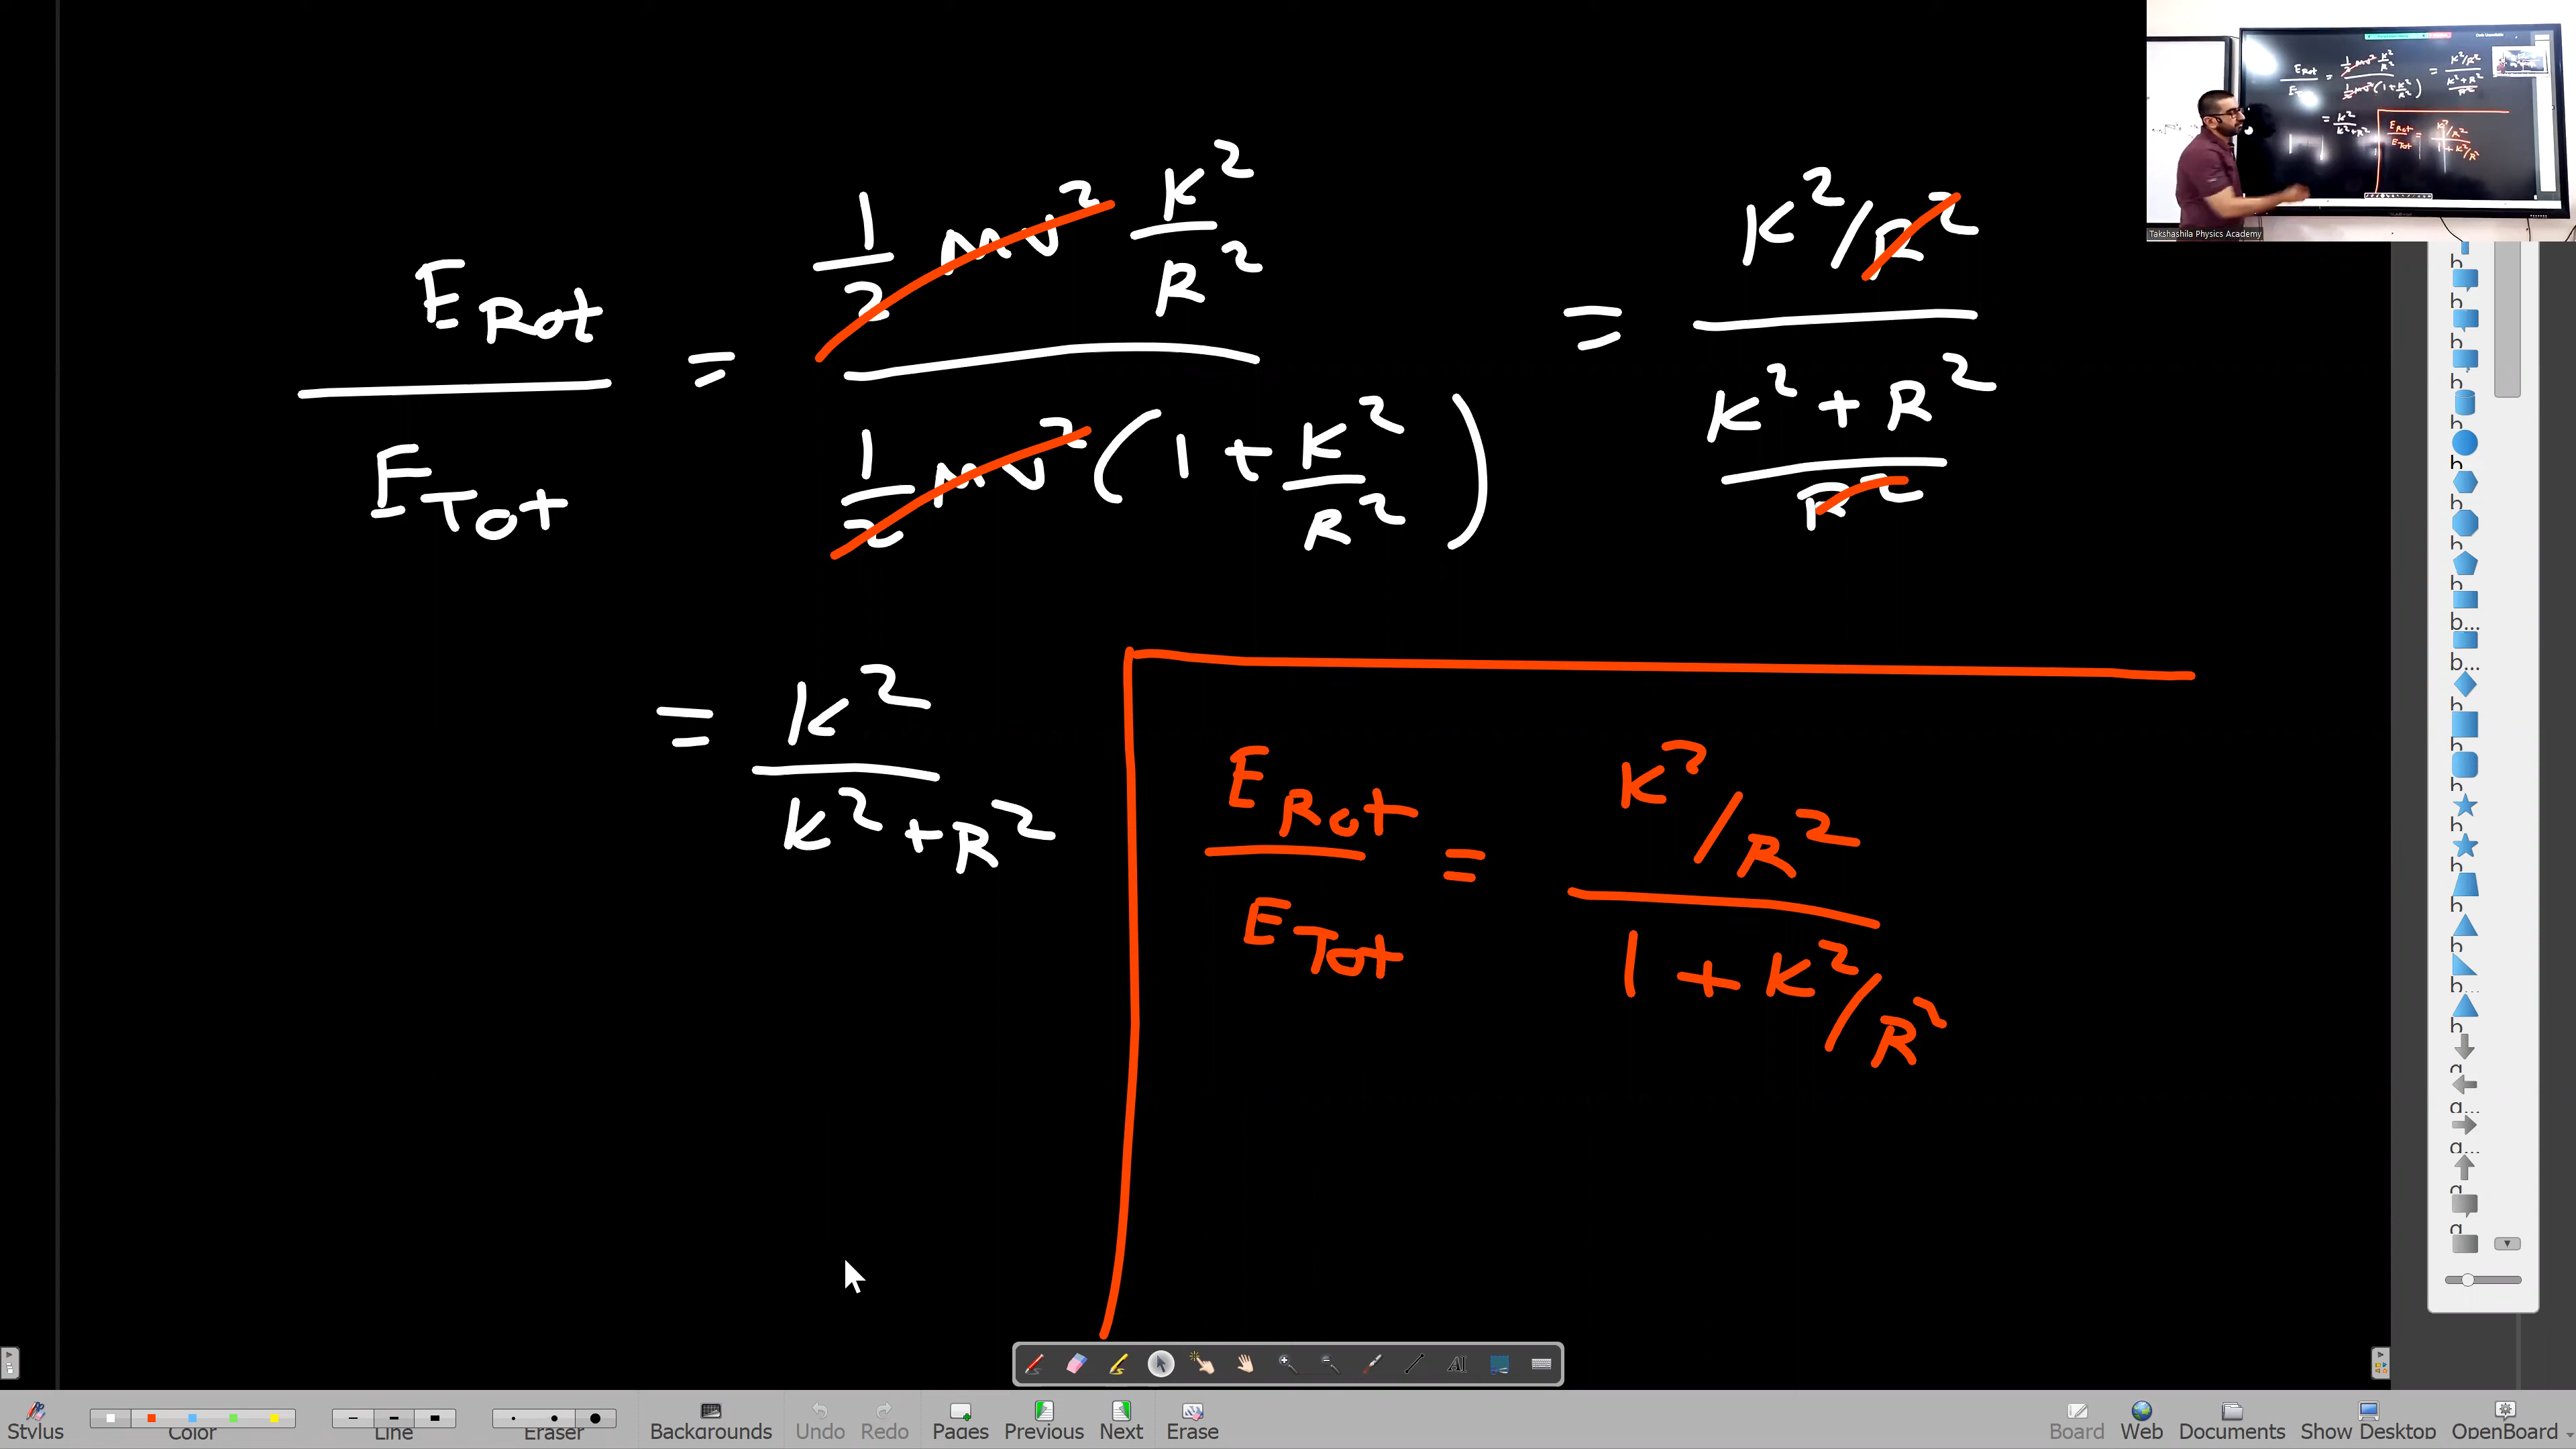 E_Rot / E_Tot = (1/2 mv² K²/R²) / (1/2 mv² (1 + K²/R²)) = (K²/R²) / ((K² + R²)/R²)
= K² / (K² + R²)
E_Rot / E_Tot = (K²/R²) / (1 + K²/R²)
Takshashila Physics Academy
b
b
b
b
b
b
b
b
b
b...
b...
b
b
b
b
b
b
b...
b
a
a...
a...
a
a
Stylus
Color
Line
Eraser
Backgrounds
Undo
Redo
Pages
Previous
Next
Erase
Board
Web
Documents
Show Desktop
OpenBoard